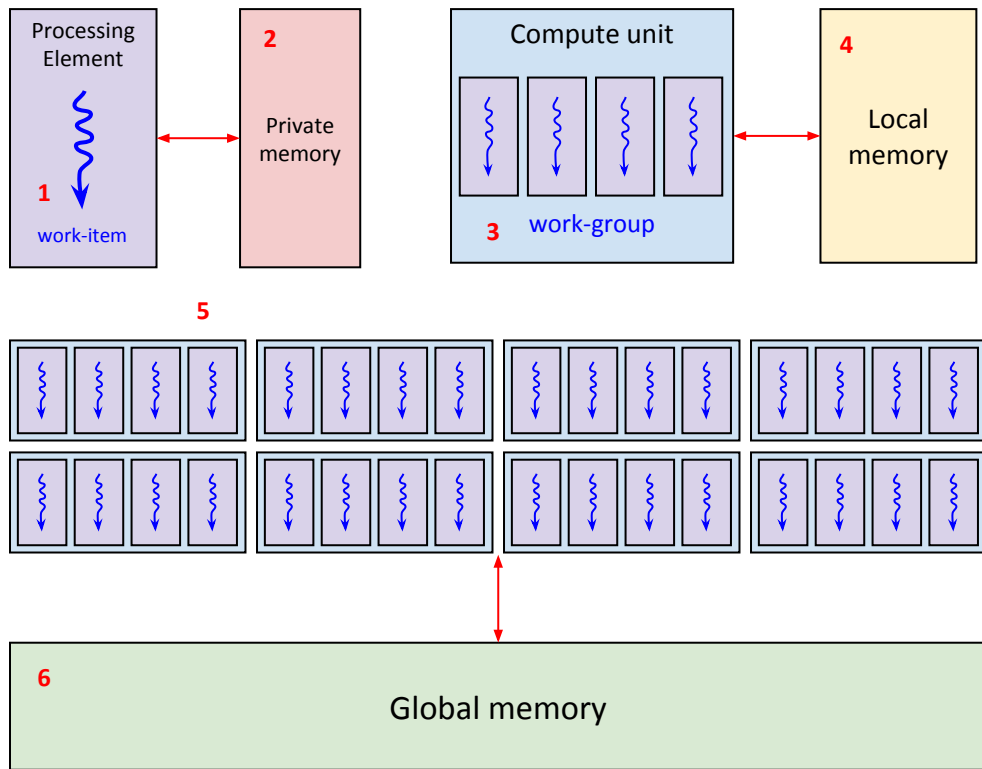 Processing
Element
1
work-item
2
Private
memory
Compute unit
3
work-group
4
Local
memory
5
6
Global memory